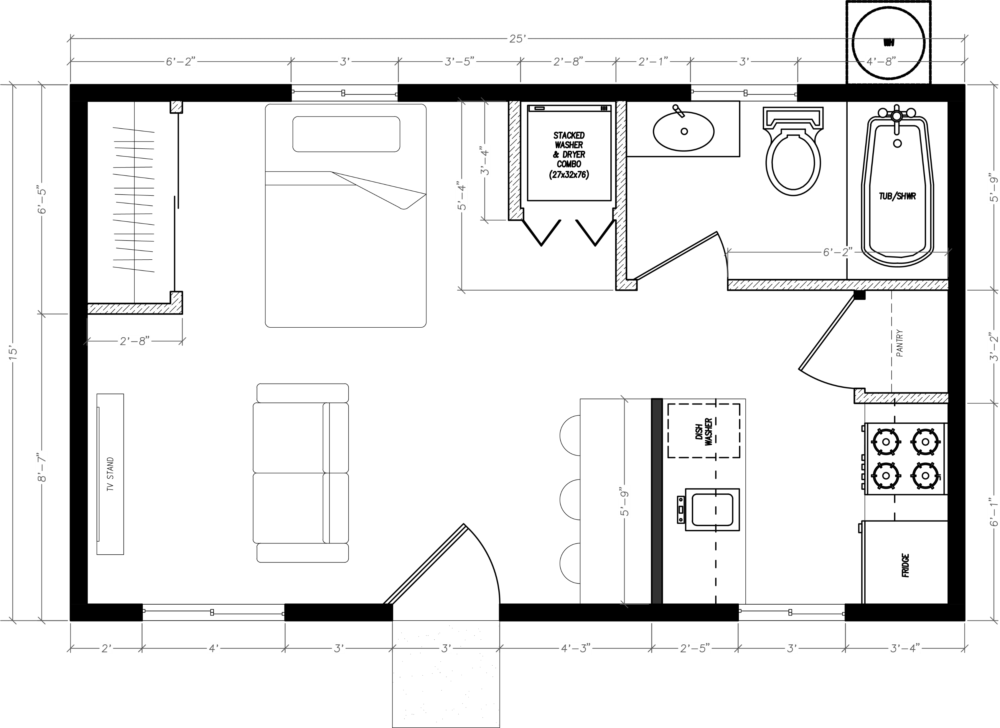 25'
6'-2"
3'
3'-5"
2'-8"
2'-1"
3'
4'-8"
STACKED
WASHER
& DRYER
COMBO
(27x32x76)
3'-4"
5'-4"
6'-5"
5'-9"
TUB/SHWR
6'-2"
2'-8"
15'
3'-2"
PANTRY
8'-7"
TV STAND
DISH
WASHER
5'-9"
6'-1"
FRIDGE
2'
4'
3'
3'
4'-3"
2'-5"
3'
3'-4"